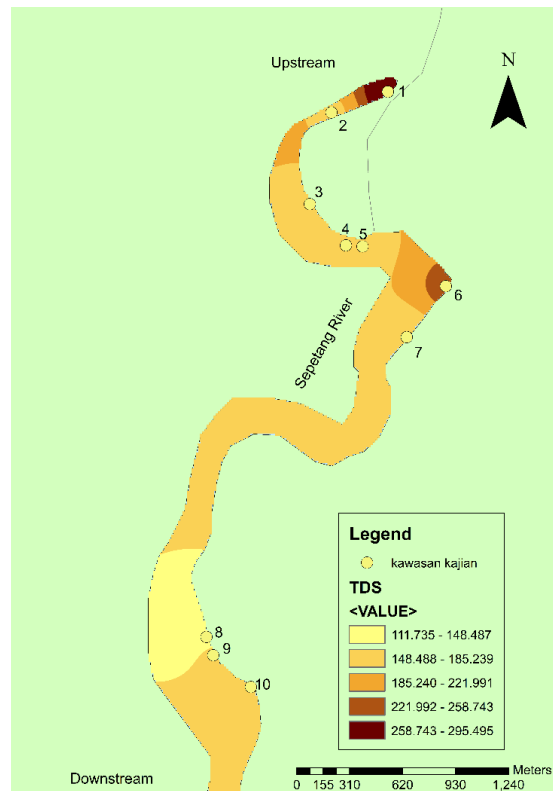 Upstream
N
1
2
3
4
5
6
7
Sepetang River
8
9
10
Downstream
Legend
kawasan kajian
TDS
<VALUE>
111.735 - 148.487
148.488 - 185.239
185.240 - 221.991
221.992 - 258.743
258.743 - 295.495
Meters
0 155 310 620 930 1,240